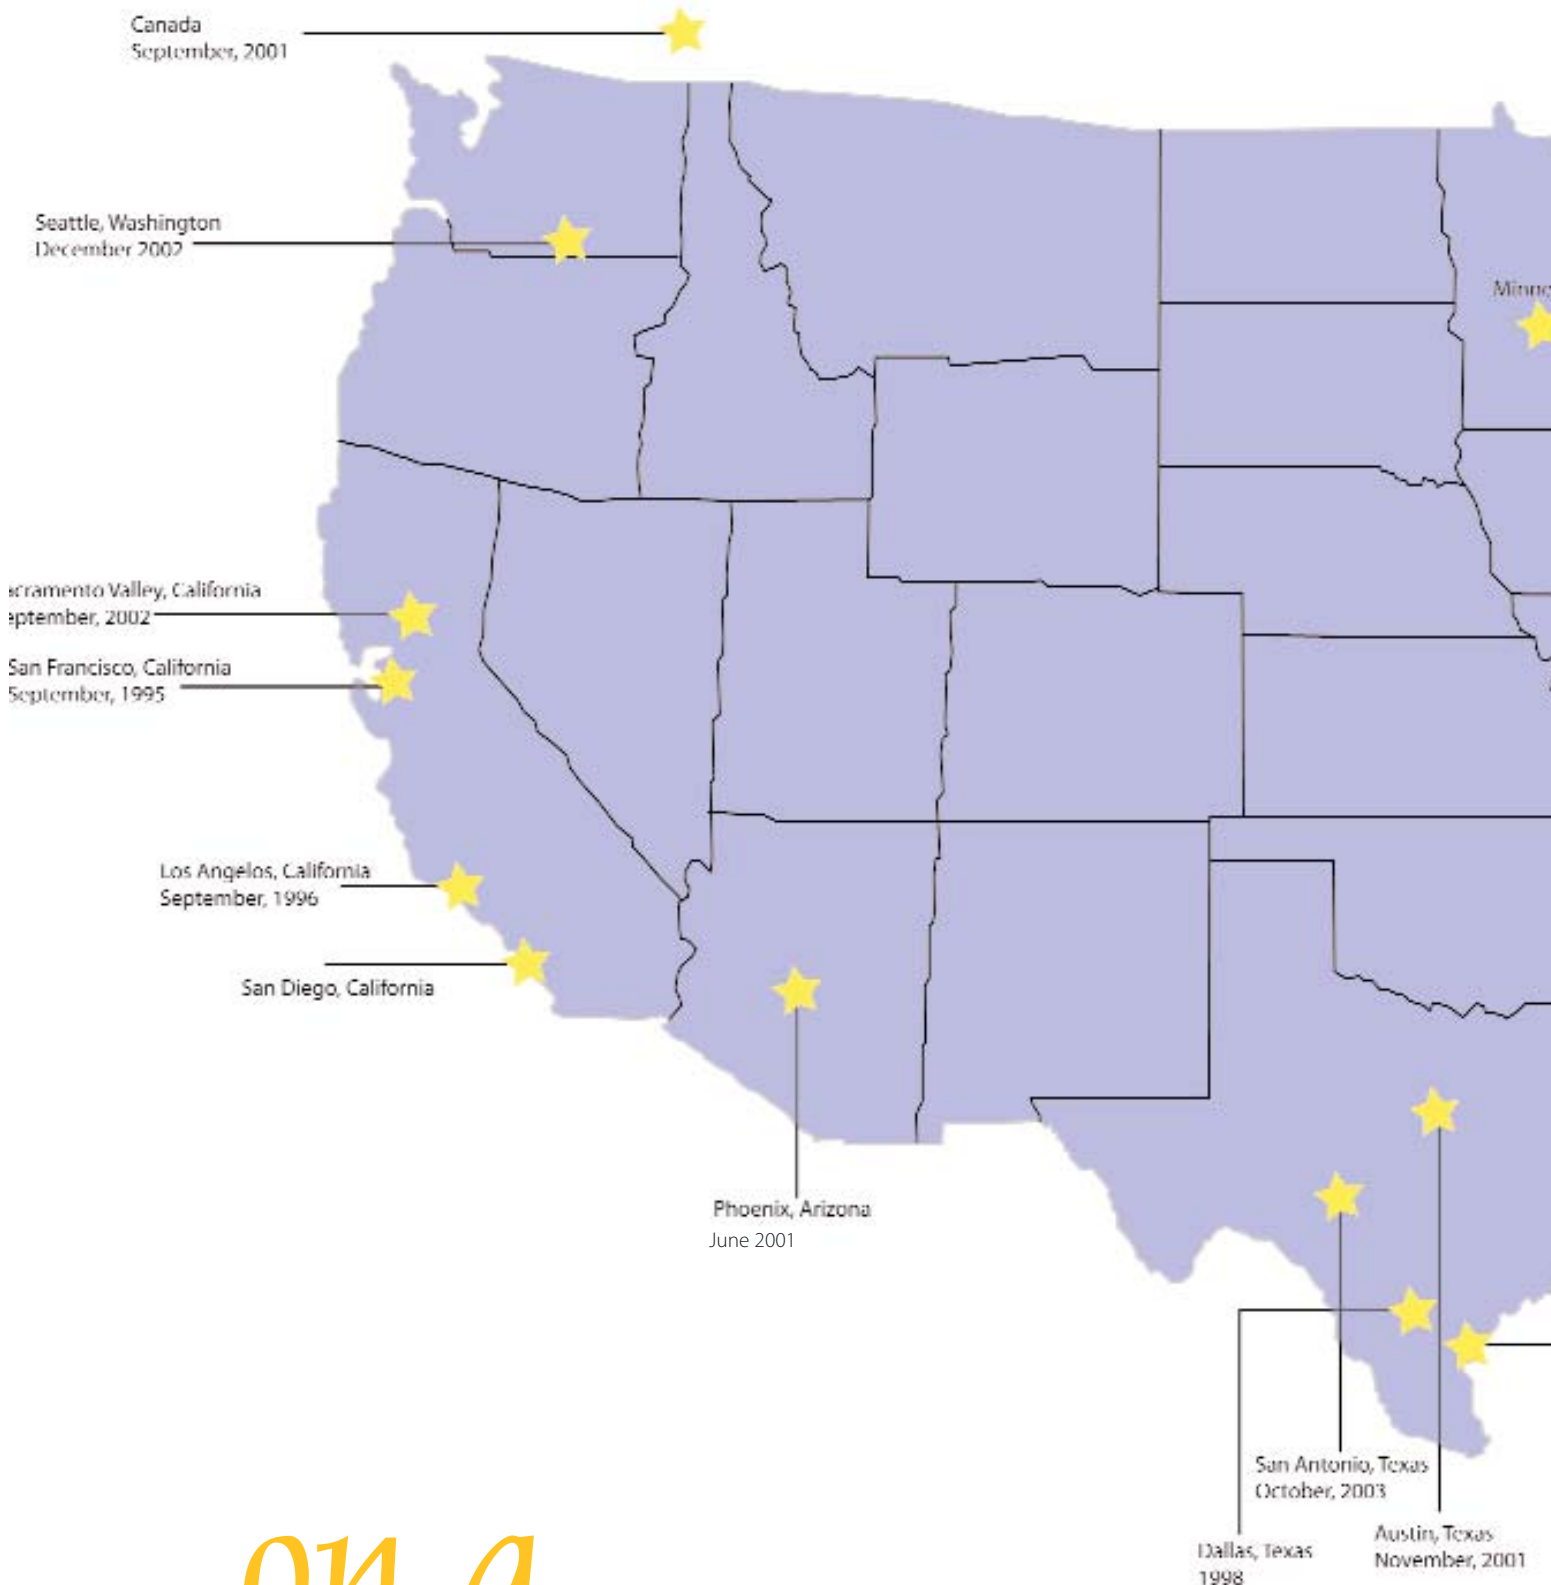 Canada
September, 2001
Seattle, Washington
December 2002
Minne
acramento Valley, California
eptember, 2002
San Francisco, California
September, 1995
Los Angelos, California
September, 1996
San Diego, California
Phoenix, Arizona
June 2001
San Antonio, Texas
October, 2003
Austin, Texas
November, 2001
Dallas, Texas
1998
on a